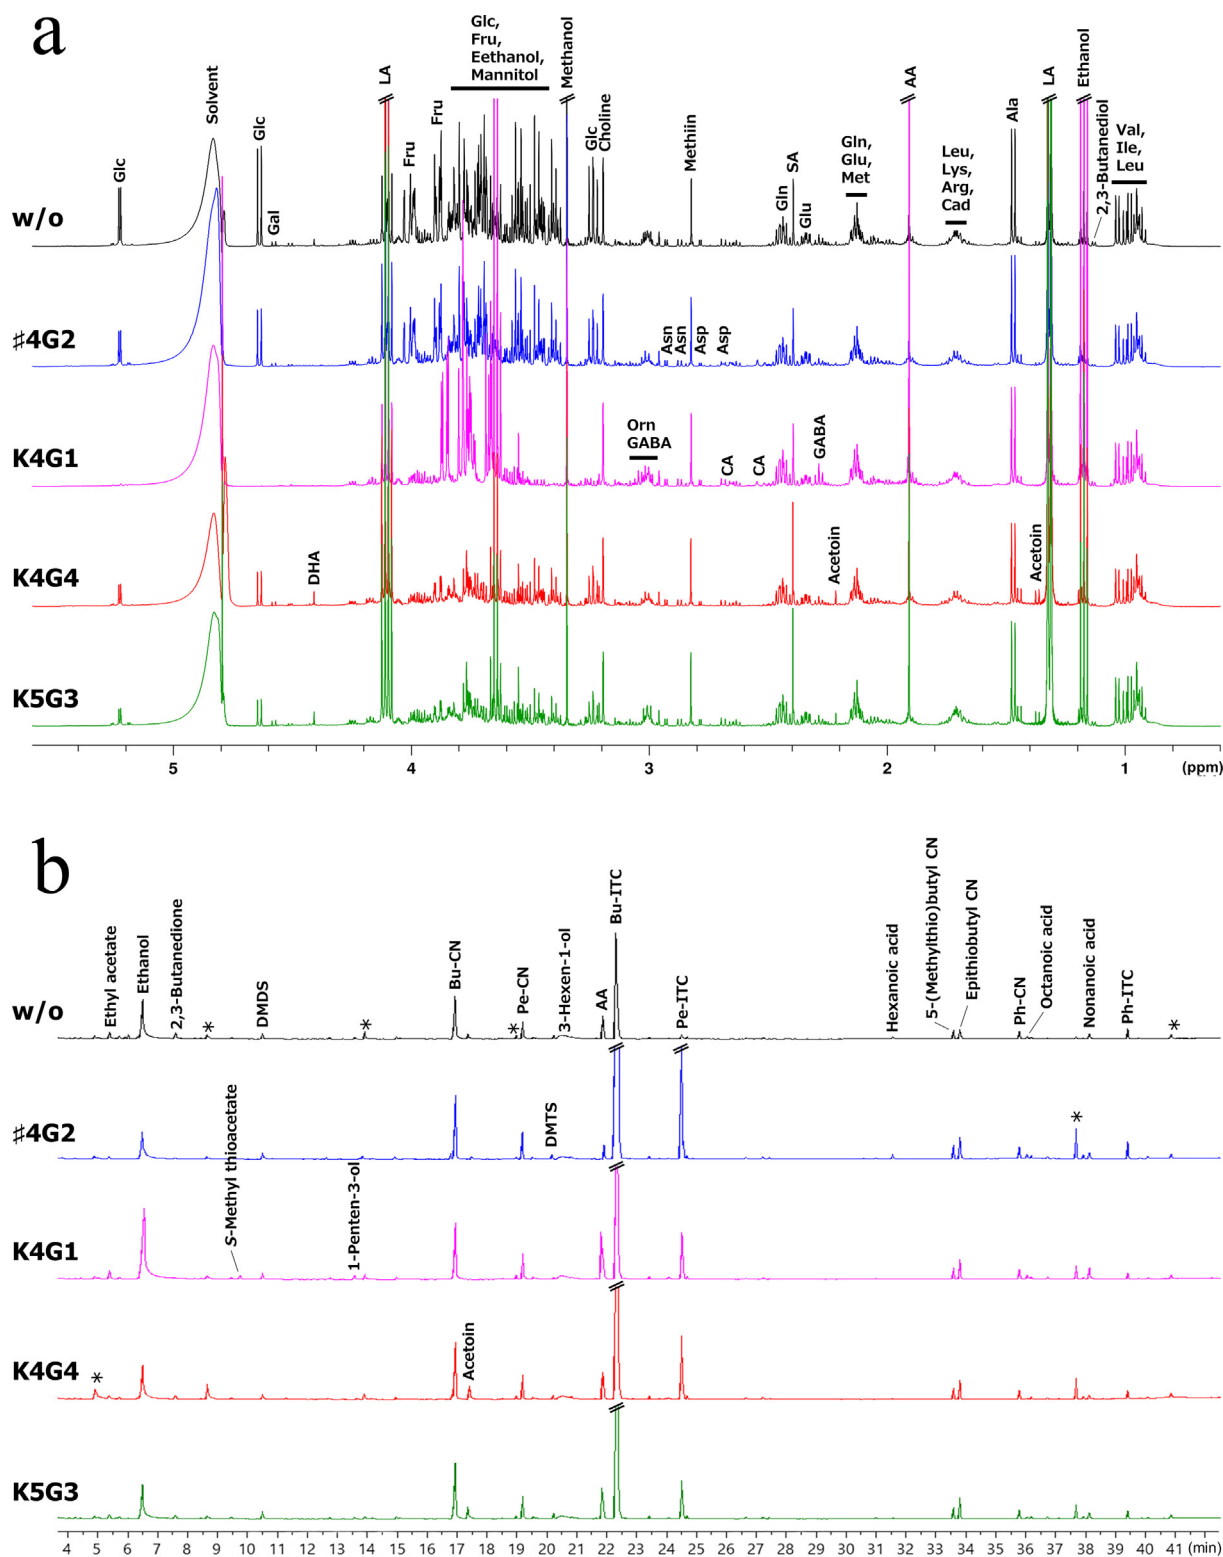 a
Glc,
Fru,
Eethanol,
Mannitol
Solvent
LA
Methanol
AA
LA
Ethanol
Glc
Glc
Gal
Fru
Fru
Glc
Choline
Methiin
Gln
SA
Glu
Gln,
Glu,
Met
Leu,
Lys,
Arg,
Cad
Ala
2,3-Butanediol
Val,
Ile,
Leu
w/o
♯4G2
Asn
Asn
Asp
Asp
K4G1
Orn
GABA
CA
CA
GABA
K4G4
DHA
Acetoin
Acetoin
K5G3
5 4 3 2 1 (ppm)
b
w/o
Ethyl acetate
Ethanol
2,3-Butanedione
*
DMDS
*
Bu-CN
*
Pe-CN
3-Hexen-1-ol
AA
Bu-ITC
Pe-ITC
Hexanoic acid
5-(Methylthio)butyl CN
Epithiobutyl CN
Ph-CN
Octanoic acid
Nonanoic acid
Ph-ITC
*
♯4G2
DMTS
*
K4G1
S-Methyl thioacetate
1-Penten-3-ol
K4G4
*
Acetoin
K5G3
4 5 6 7 8 9 10 11 12 13 14 15 16 17 18 19 20 21 22 23 24 25 26 27 28 29 30 31 32 33 34 35 36 37 38 39 40 41 (min)